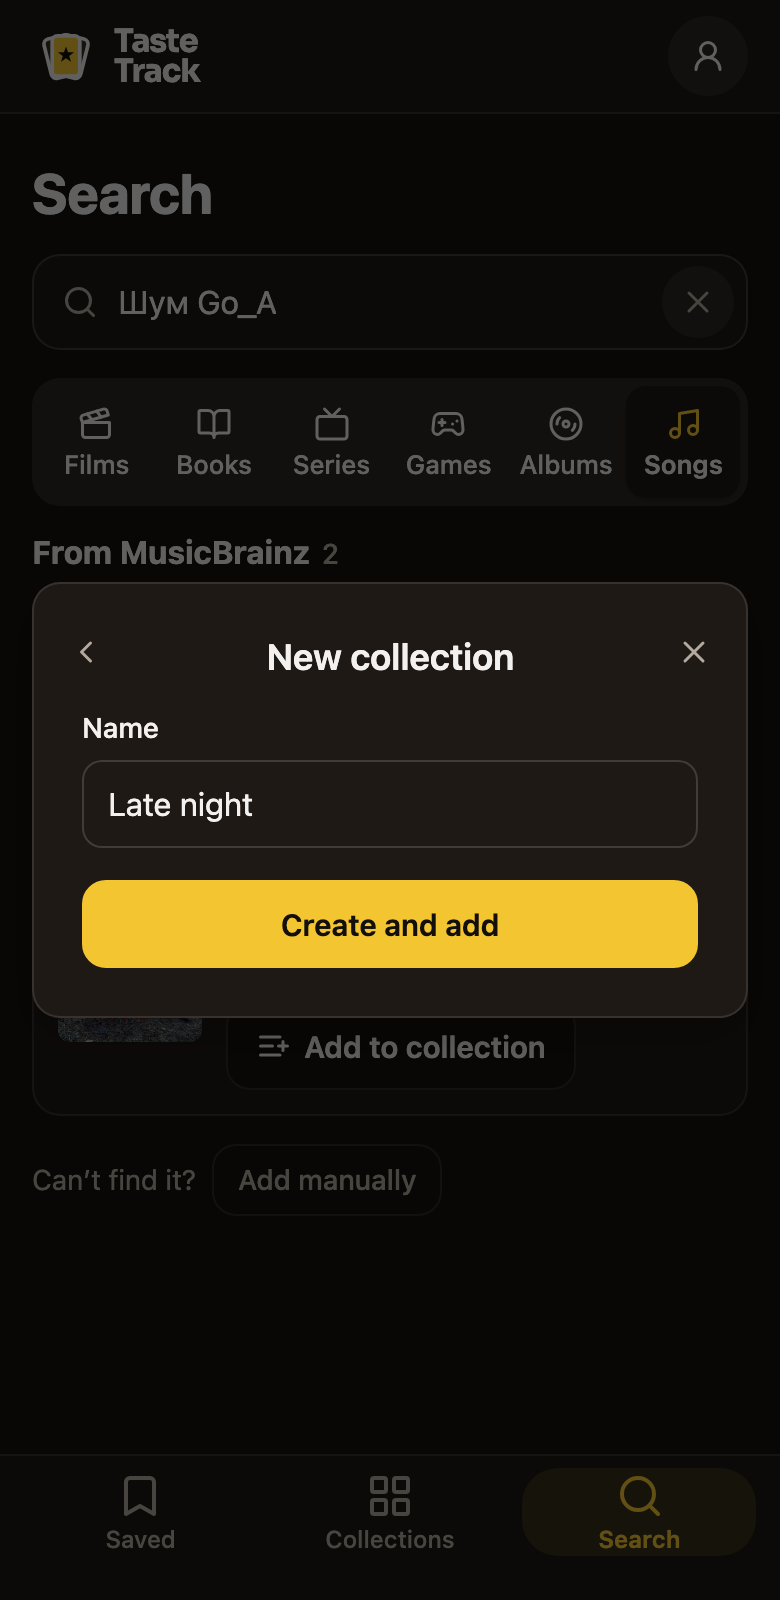 Taste
Track
Search
Шум Go_A
Films
Books
Series
Games
Albums
Songs
From MusicBrainz 2
New collection
Name
Late night
Create and add
Add to collection
Can't find it?
Add manually
Saved
Collections
Search